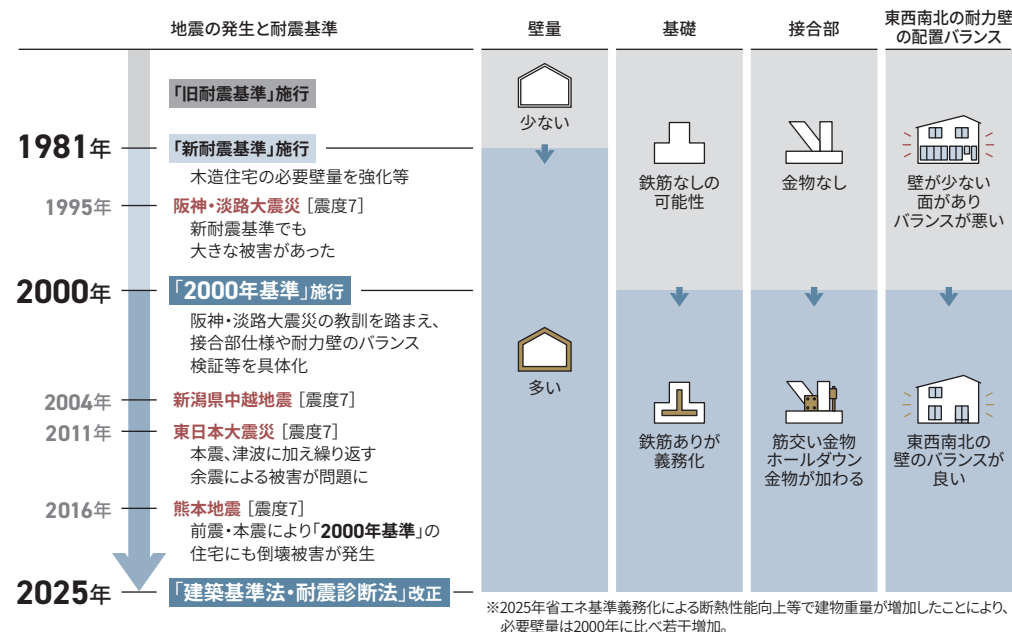 地震の発生と耐震基準
壁量
基礎
接合部
東西南北の耐力壁
の配置バランス
「旧耐震基準」施行
少ない
1981年
「新耐震基準」施行
木造住宅の必要壁量を強化等
鉄筋なしの
可能性
金物なし
壁が少ない
面があり
バランスが悪い
1995年
阪神・淡路大震災［震度7］
新耐震基準でも
大きな被害があった
2000年
「2000年基準」施行
阪神・淡路大震災の教訓を踏まえ、
接合部仕様や耐力壁のバランス
検証等を具体化
多い
2004年
新潟県中越地震［震度7］
2011年
東日本大震災［震度7］
本震、津波に加え繰り返す
余震による被害が問題に
鉄筋ありが
義務化
筋交い金物
ホールダウン
金物が加わる
東西南北の
壁のバランスが
良い
2016年
熊本地震［震度7］
前震・本震により「2000年基準」の
住宅にも倒壊被害が発生
2025年
「建築基準法・耐震診断法」改正
※2025年省エネ基準義務化による断熱性能向上等で建物重量が増加したことにより、
必要壁量は2000年に比べ若干増加。